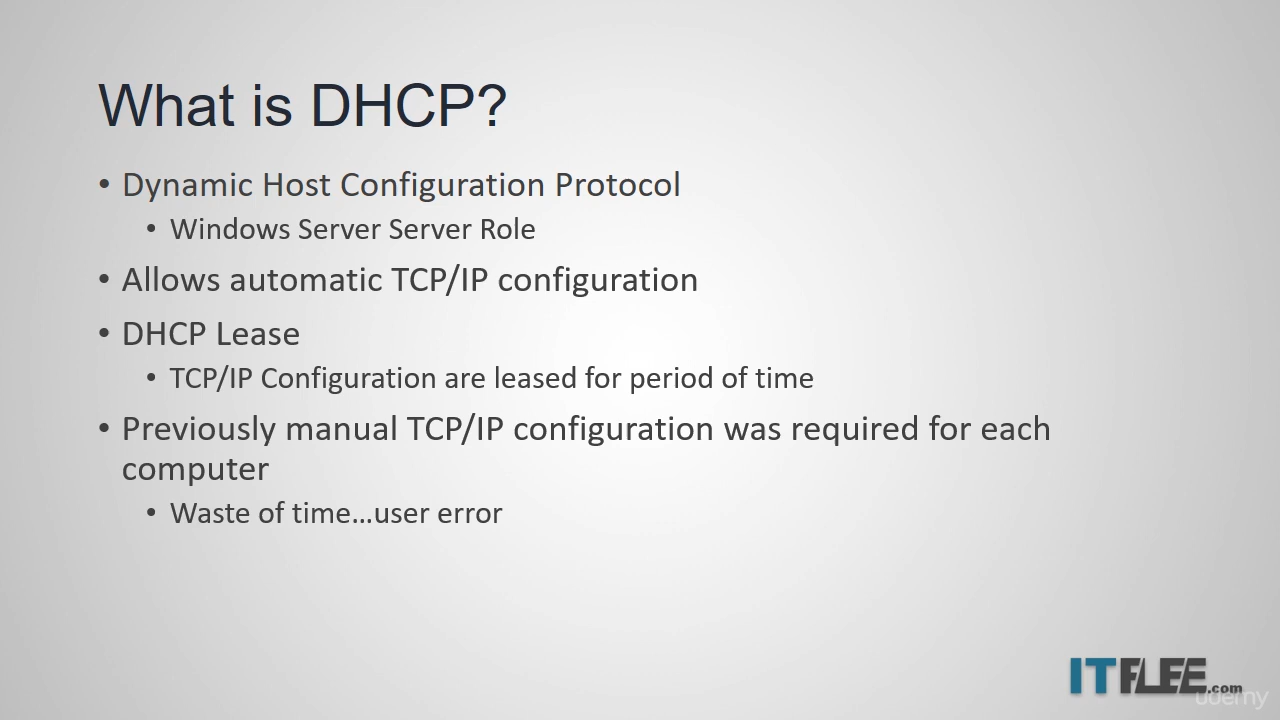 What is DHCP?
• Dynamic Host Configuration Protocol
• Windows Server Server Role
• Allows automatic TCP/IP configuration
• DHCP Lease
• TCP/IP Configuration are leased for period of time
• Previously manual TCP/IP configuration was required for each
computer
• Waste of time...user error
ITFLEE.com
udemy